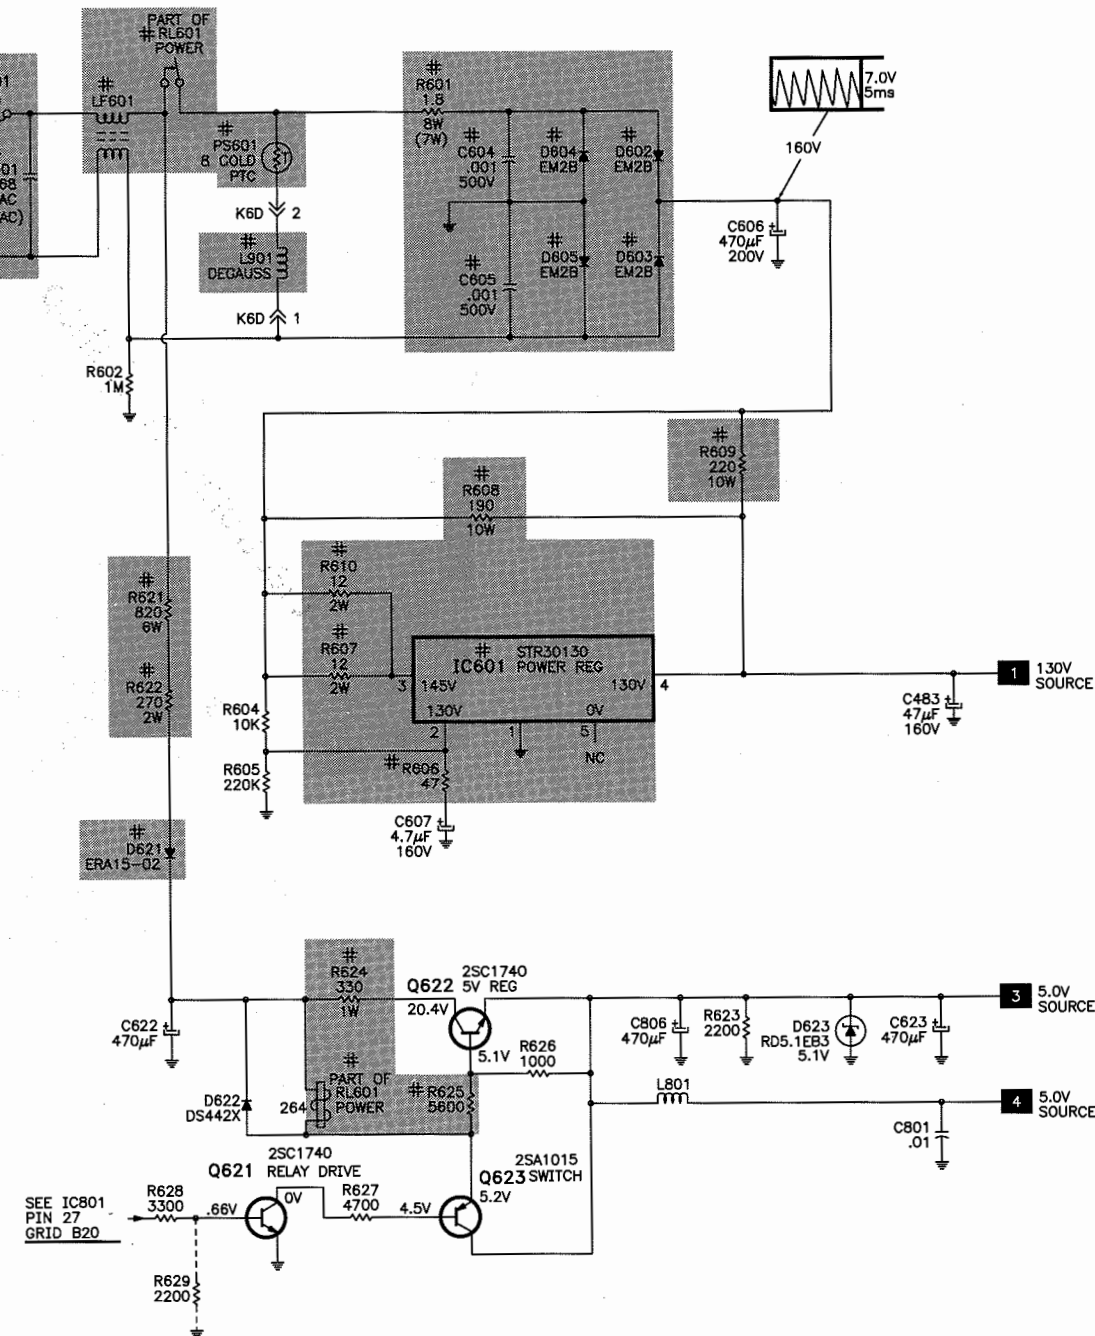 PART OF
# RL601
POWER
#
LF601
01
01
68
AC
AC)
#
PS601
8 COLD
PTC
K6D 2
#
L901
DEGAUSS
K6D 1
R602
1M
#
R601
1.8
8W
(7W)
#
C604
.001
500V
#
D604
EM2B
#
D602
EM2B
#
C605
.001
500V
#
D605
EM2B
#
D603
EM2B
7.0V
5ms
160V
C606 +
470µF
200V
#
R609
220
10W
#
R608
190
10W
#
R610
12
2W
#
R607
12
2W
# STR30130
IC601 POWER REG
3 145V 130V 4
130V 0V
2 1 5
NC
R604
10K
R605
220K
# R606
47
C607 +
4.7µF
160V
1 130V
SOURCE
C483 +
47µF
160V
#
R621
820
6W
#
R622
270
2W
#
D621
ERA15-02
C622 +
470µF
#
R624
330
1W
Q622 2SC1740
5V REG
20.4V
5.1V
R626
1000
C806 +
470µF
R623
2200
D623
RD5.1EB3
5.1V
C623 +
470µF
3 5.0V
SOURCE
#
PART OF
RL601
POWER
264
D622
DS442X
# R625
5600
L801
4 5.0V
SOURCE
C801
.01
2SC1740
Q621 RELAY DRIVE
0V
2SA1015
Q623 SWITCH
5.2V
SEE IC801
PIN 27
GRID B20
R628
3300
.66V
R627
4700
4.5V
R629
2200